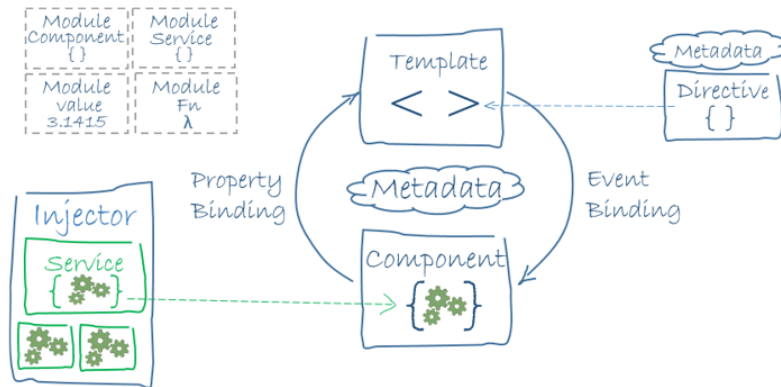 Module
Component
{ }
Module
Service
{ }
Module
value
3.1415
Module
Fn
λ
Template
< >
Metadata
Directive
{ }
Property
Binding
Metadata
Event
Binding
Injector
Service
{ }
Component
{ }